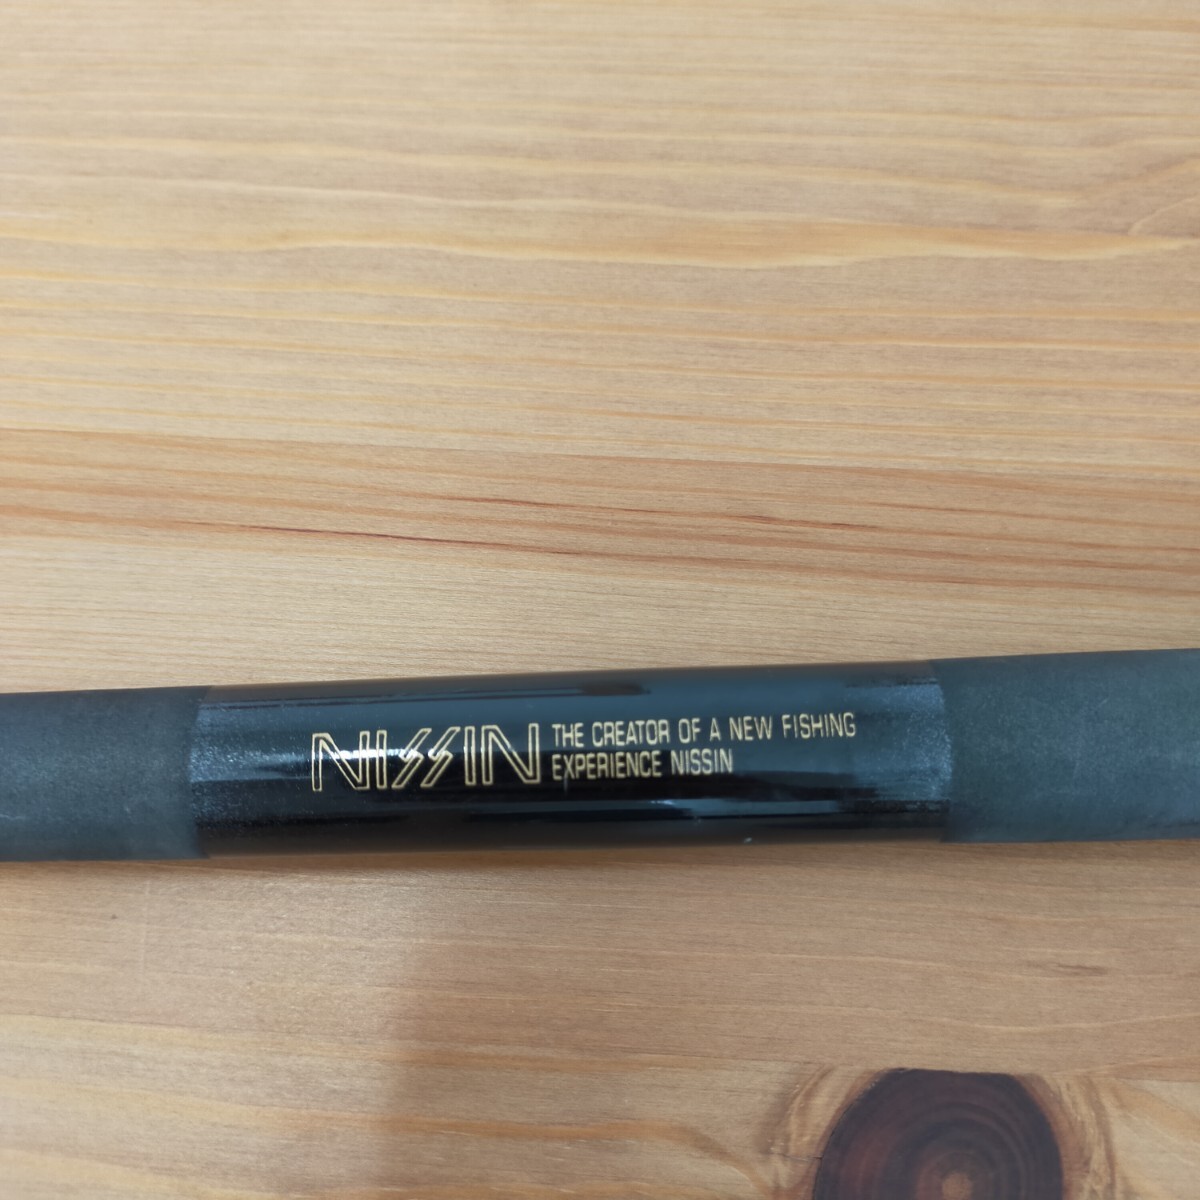 NISSIN
THE CREATOR OF A NEW FISHING
EXPERIENCE NISSIN